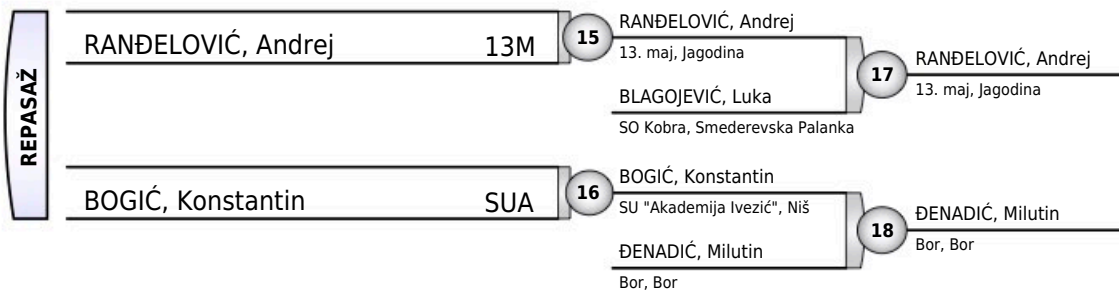 REPASAŽ
RANĐELOVIĆ, Andrej 13M
15
RANĐELOVIĆ, Andrej
13. maj, Jagodina
BLAGOJEVIĆ, Luka
SO Kobra, Smederevska Palanka
17
RANĐELOVIĆ, Andrej
13. maj, Jagodina
BOGIĆ, Konstantin SUA
16
BOGIĆ, Konstantin
SU "Akademija Ivezić", Niš
ĐENADIĆ, Milutin
Bor, Bor
18
ĐENADIĆ, Milutin
Bor, Bor